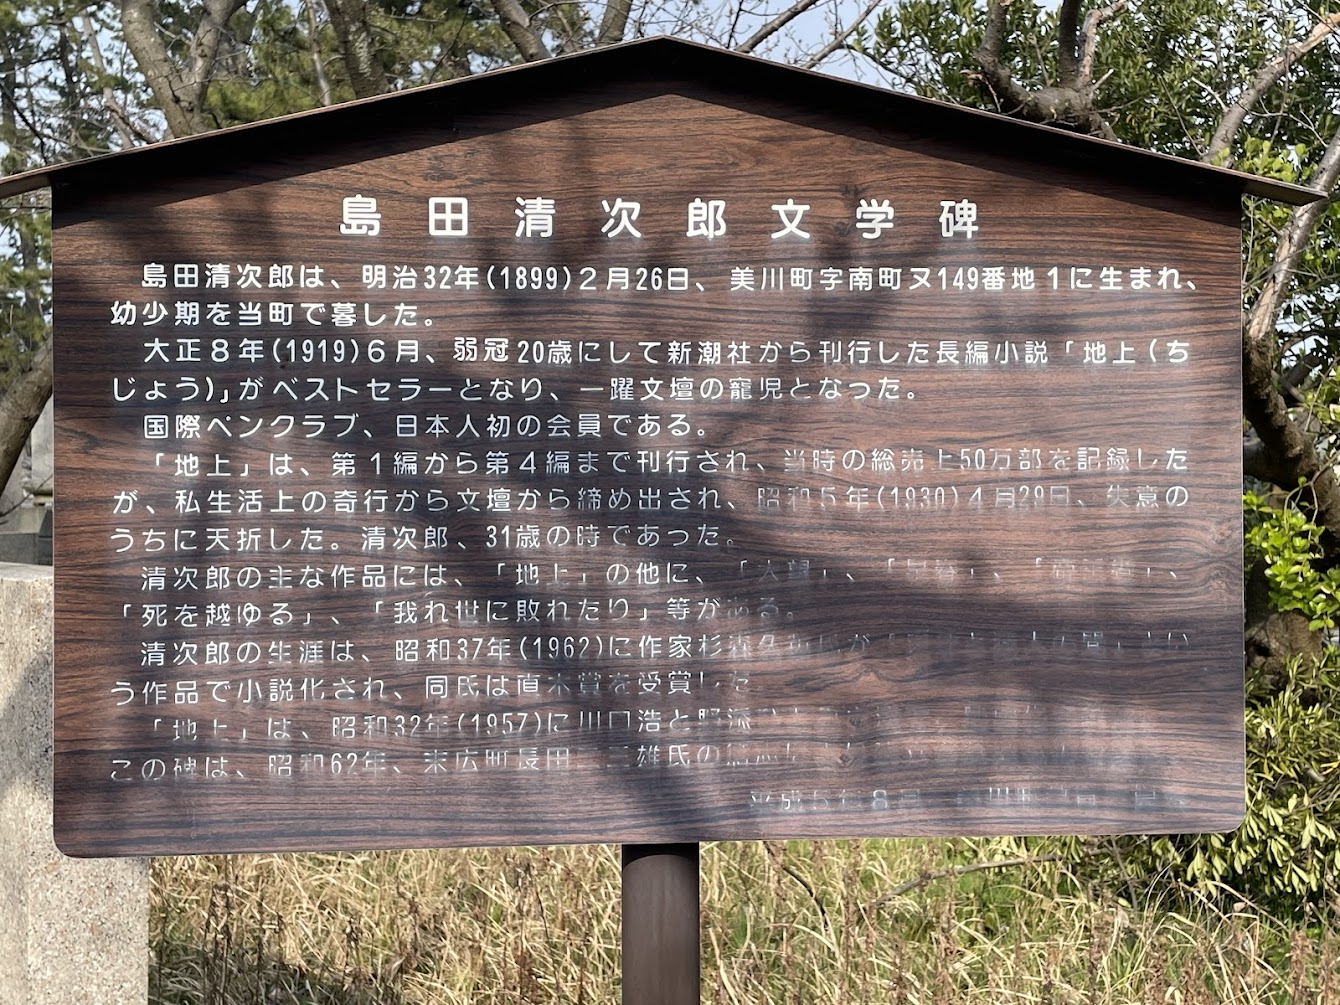 島田清次郎文学碑
島田清次郎は、明治32年(1899)2月26日、美川町字南町ヌ149番地1に生まれ、
幼少期を当町で暮した。
大正8年(1919)6月、弱冠20歳にして新潮社から刊行した長編小説「地上(ち
じょう)」がベストセラーとなり、一躍文壇の寵児となった。
国際ペンクラブ、日本人初の会員である。
「地上」は、第1編から第4編まで刊行され、当時の総売上50万部を記録した
が、私生活上の奇行から文壇から締め出され、昭和5年(1930)4月29日、失意の
うちに天折した。清次郎、31歳の時であった。
清次郎の主な作品には、「地上」の他に、「大望」、「早春」、「」、
「死を越ゆる」、「我れ世に敗れたり」等がある。
清次郎の生涯は、昭和37年(1962)に作家杉森久が「」とい
う作品で小説化され、同氏は直木賞を受賞した
「地上」は、昭和32年(1957)に川口浩と野添
この碑は、昭和62年、末広町長田 雄氏の
平成 8月